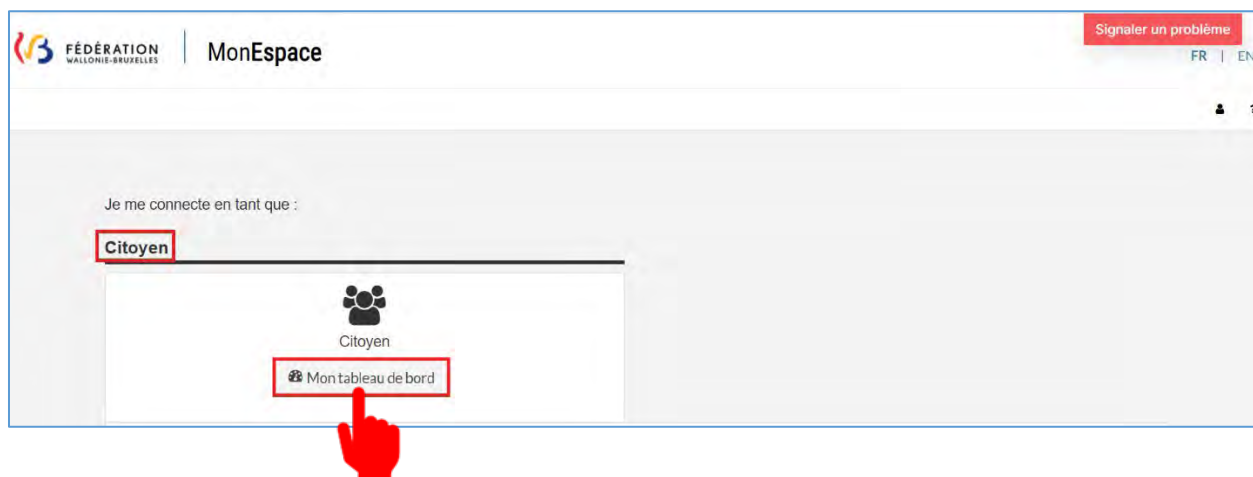 Signaler un problème
FÉDÉRATION
WALLONIE-BRUXELLES
MonEspace
FR | EN
Je me connecte en tant que :
Citoyen
Citoyen
Mon tableau de bord